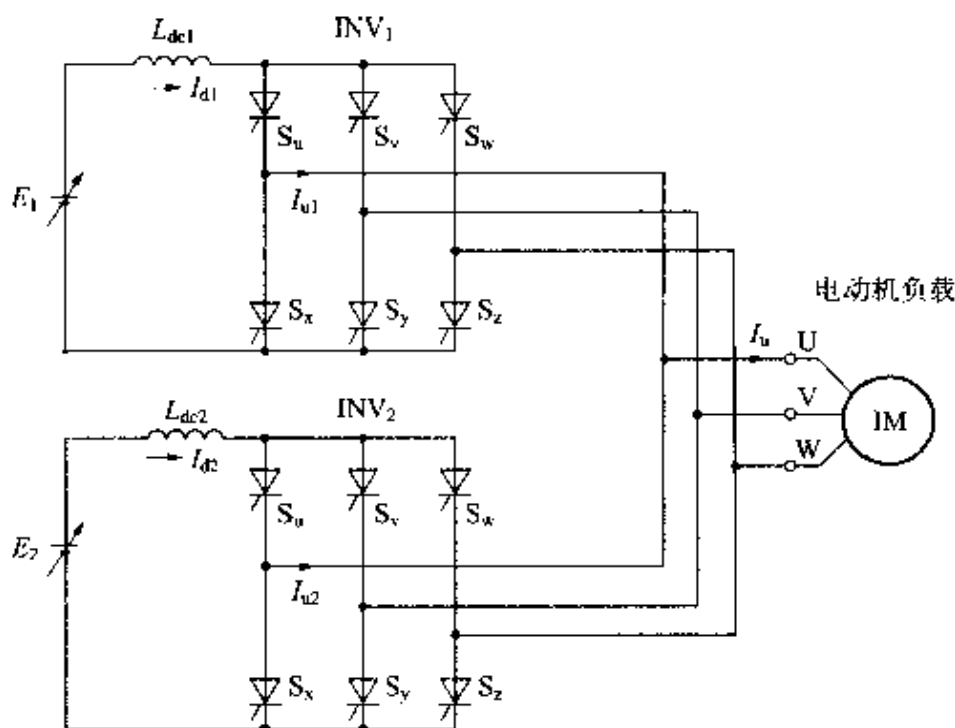 L_dc1
INV₁
I_d1
S_u
S_v
S_w
E₁
I_u1
S_x
S_y
S_z
电动机负载
I_u
U
V
IM
W
L_dc2
INV₂
I_d2
S_u
S_v
S_w
E₂
I_u2
S_x
S_y
S_z